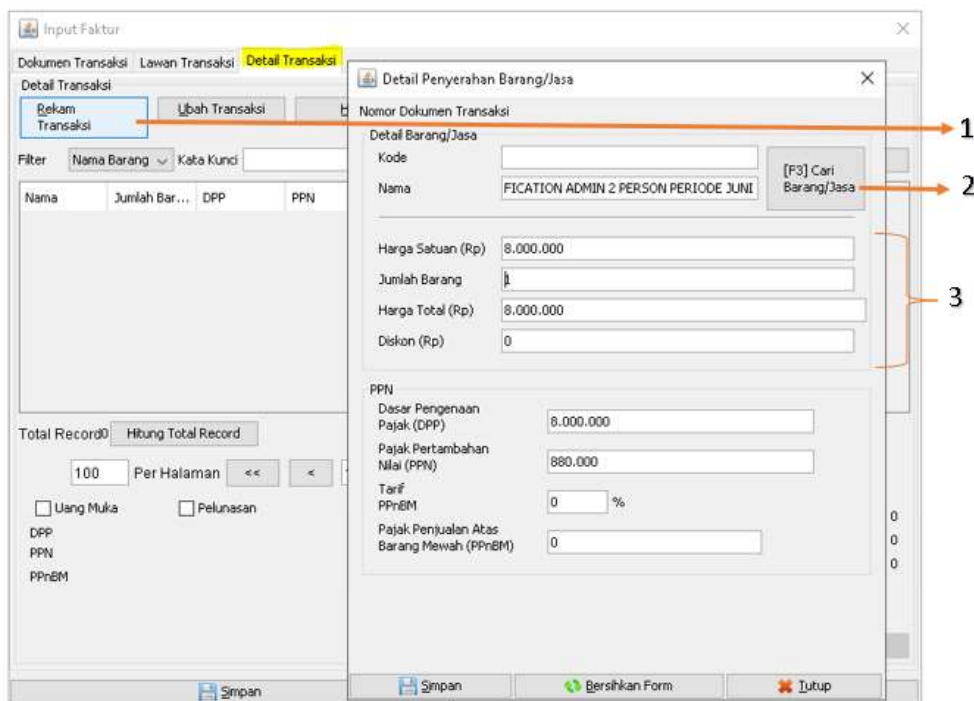 Input Faktur
Dokumen Transaksi Lawan Transaksi Detail Transaksi
Detail Transaksi
Rekam
Transaksi
Ubah Transaksi
Filter Nama Barang Kata Kunci
Nama Jumlah Bar... DPP PPN
Total Record0 Hitung Total Record
100 Per Halaman << <
Uang Muka Pelunasan
DPP
PPN
PPnBM
0
0
0
Simpan
Detail Penyerahan Barang/Jasa
Nomor Dokumen Transaksi
Detail Barang/Jasa
Kode
Nama FICATION ADMIN 2 PERSON PERIODE JUNI
[F3] Cari
Barang/Jasa
Harga Satuan (Rp) 8.000.000
Jumlah Barang 1
Harga Total (Rp) 8.000.000
Diskon (Rp) 0
PPN
Dasar Pengenaan
Pajak (DPP) 8.000.000
Pajak Pertambahan
Nilai (PPN) 880.000
Tarif
PPnBM 0 %
Pajak Penjualan Atas
Barang Mewah (PPnBM) 0
Simpan Bersihkan Form Tutup
1
2
3